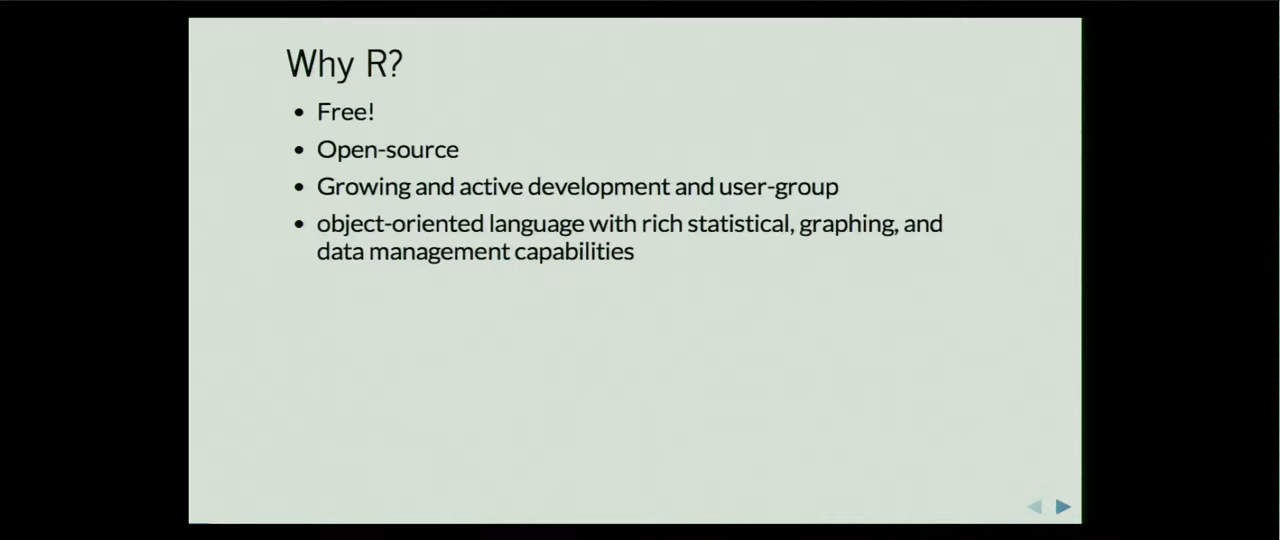 Why R?
• Free!
• Open-source
• Growing and active development and user-group
• object-oriented language with rich statistical, graphing, and
data management capabilities